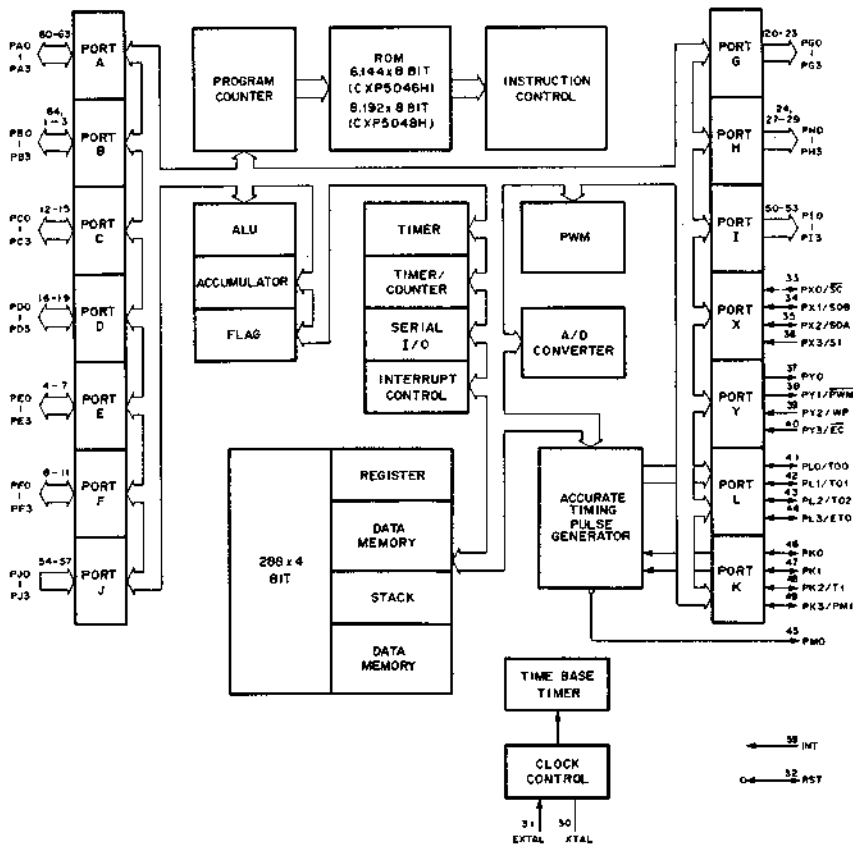 60-63
PA0
PA3
PORT
A
64,
1-3
PB0
PB3
PORT
B
12-15
PC0
PC3
PORT
C
16-19
PD0
PD3
PORT
D
4-7
PE0
PE3
PORT
E
8-11
PF0
PF3
PORT
F
54-57
PJ0
PJ3
PORT
J
PROGRAM
COUNTER
ROM
6,144x8 BIT
(CXP5046H)
8,192x8 BIT
(CXP5048H)
INSTRUCTION
CONTROL
ALU
ACCUMULATOR
FLAG
TIMER
TIMER/
COUNTER
SERIAL
I/O
INTERRUPT
CONTROL
PWM
A/D
CONVERTER
288x4
BIT
REGISTER
DATA
MEMORY
STACK
DATA
MEMORY
ACCURATE
TIMING
PULSE
GENERATOR
TIME BASE
TIMER
CLOCK
CONTROL
31
EXTAL
30
XTAL
PORT
G
20-23
PG0
PG3
PORT
H
24,
27-29
PH0
PH3
PORT
I
50-53
PI0
PI3
PORT
X
33
PX0/SC
34
PX1/SOB
35
PX2/SOA
36
PX3/SI
PORT
Y
37
PY0
38
PY1/PWM
39
PY2/WP
40
PY3/EC
PORT
L
41
PL0/TO0
42
PL1/TO1
43
PL2/TO2
44
PL3/ETO
PORT
K
46
PK0
47
PK1
48
PK2/T1
49
PK3/PM1
45
PM0
59
INT
32
RST